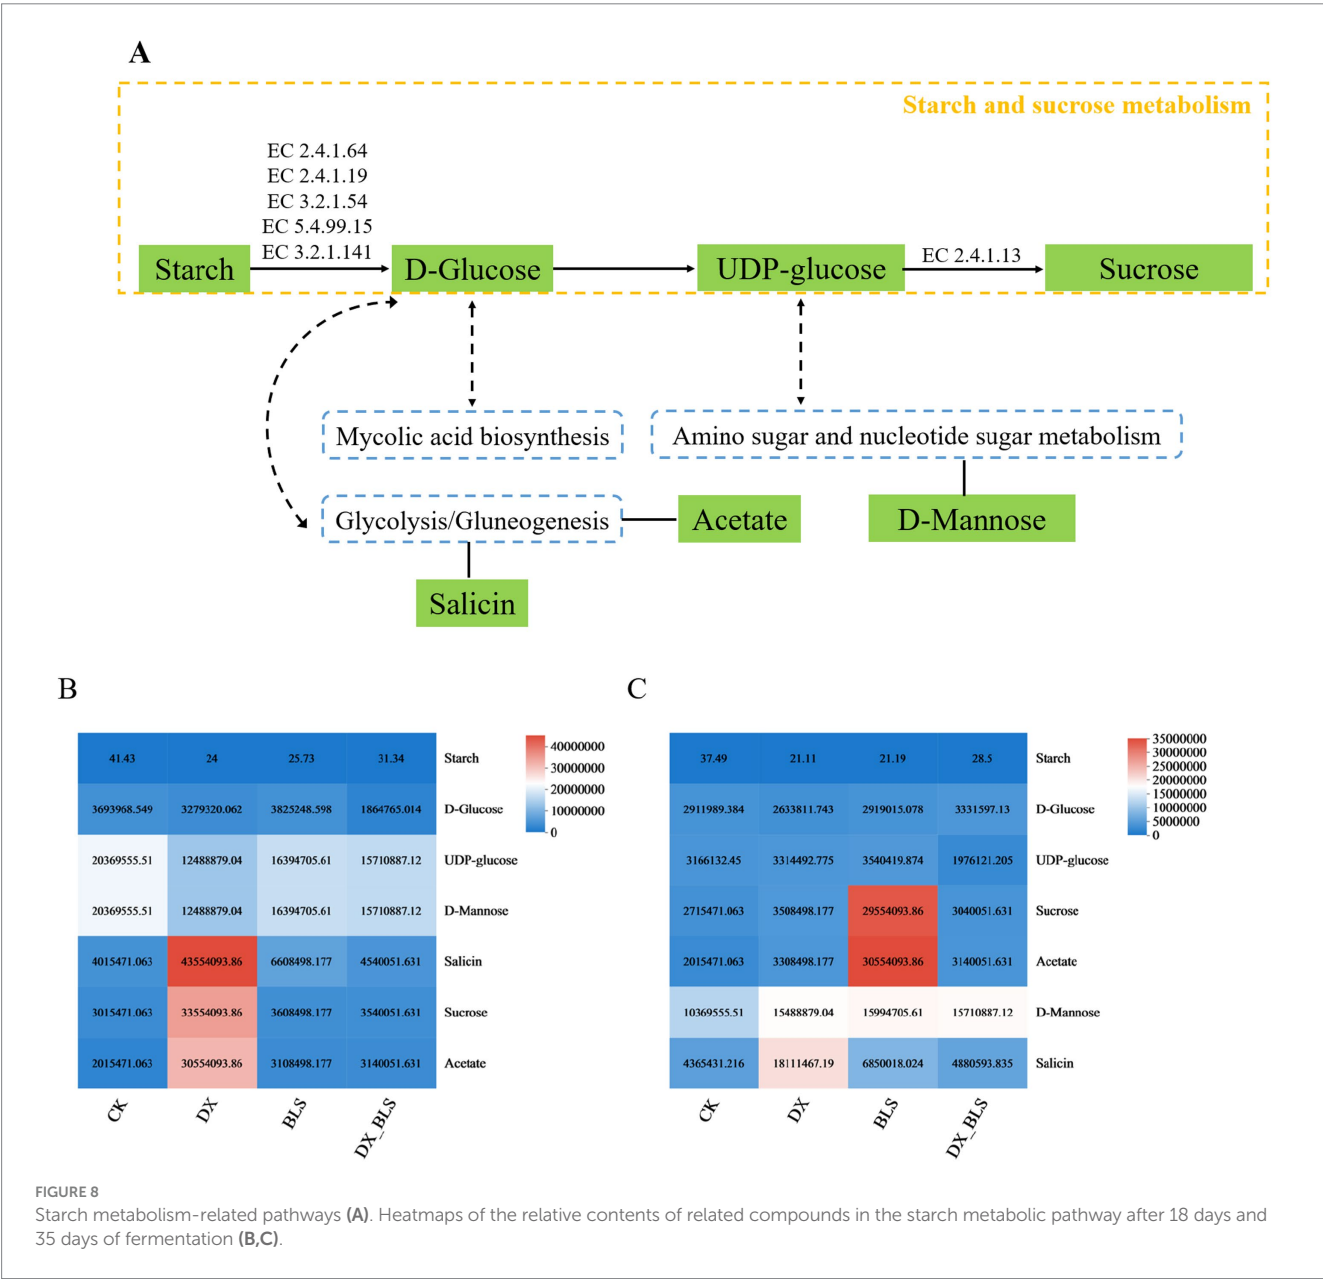 A
Starch and sucrose metabolism
EC 2.4.1.64
EC 2.4.1.19
EC 3.2.1.54
EC 5.4.99.15
EC 3.2.1.141
Starch
D-Glucose
UDP-glucose
EC 2.4.1.13
Sucrose
Mycolic acid biosynthesis
Amino sugar and nucleotide sugar metabolism
Glycolysis/Gluneogenesis
Acetate
D-Mannose
Salicin
B
41.43 24 25.73 31.34 Starch
3693968.549 3279320.062 3825248.598 1864765.014 D-Glucose
20369555.51 12488879.04 16394705.61 15710887.12 UDP-glucose
20369555.51 12488879.04 16394705.61 15710887.12 D-Mannose
4015471.063 43554093.86 6608498.177 4540051.631 Salicin
3015471.063 33554093.86 3608498.177 3540051.631 Sucrose
2015471.063 30554093.86 3108498.177 3140051.631 Acetate
CK DX BLS DX_BLS
40000000
30000000
20000000
10000000
0
C
37.49 21.11 21.19 28.5 Starch
2911989.384 2633811.743 2919015.078 3331597.13 D-Glucose
3166132.45 3314492.775 3540419.874 1976121.205 UDP-glucose
2715471.063 3508498.177 29554093.86 3040051.631 Sucrose
2015471.063 3308498.177 30554093.86 3140051.631 Acetate
10369555.51 15488879.04 15994705.61 15710887.12 D-Mannose
4365431.216 18111467.19 6850018.024 4880593.835 Salicin
CK DX BLS DX_BLS
35000000
30000000
25000000
20000000
15000000
10000000
5000000
0
FIGURE 8
Starch metabolism-related pathways (A). Heatmaps of the relative contents of related compounds in the starch metabolic pathway after 18 days and
35 days of fermentation (B,C).